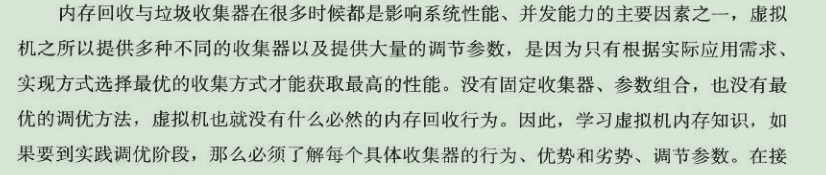 内存回收与垃圾收集器在很多时候都是影响系统性能、并发能力的主要因素之一，虚拟
机之所以提供多种不同的收集器以及提供大量的调节参数，是因为只有根据实际应用需求、
实现方式选择最优的收集方式才能获取最高的性能。没有固定收集器、参数组合，也没有最
优的调优方法，虚拟机也就没有什么必然的内存回收行为。因此，学习虚拟机内存知识，如
果要到实践调优阶段，那么必须了解每个具体收集器的行为、优势和劣势、调节参数。在接